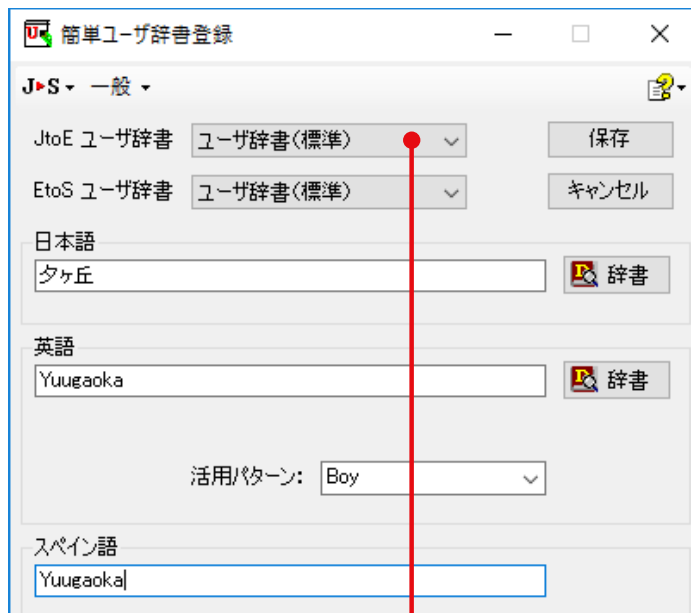 簡単ユーザ辞書登録
J▶S 一般
JtoE ユーザ辞書 ユーザ辞書(標準) 保存
EtoS ユーザ辞書 ユーザ辞書(標準) キャンセル
日本語
夕ヶ丘 辞書
英語
Yuugaoka 辞書
活用パターン: Boy
スペイン語
Yuugaoka